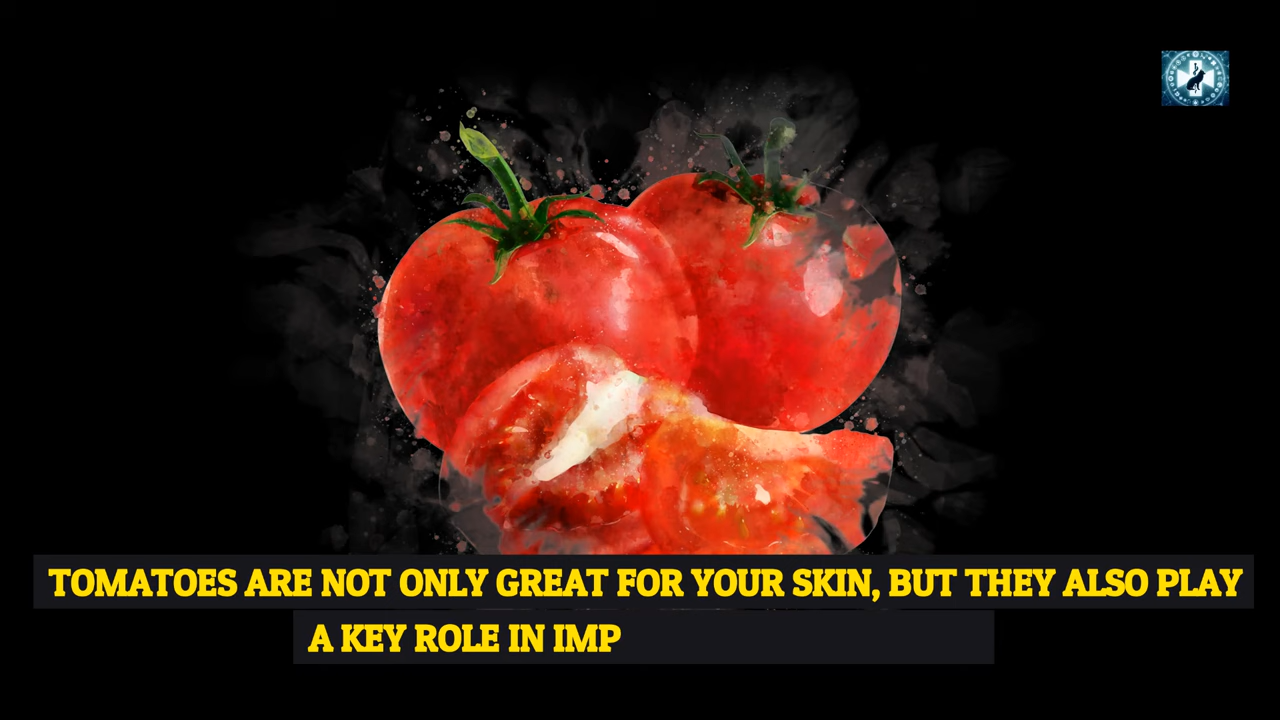 TOMATOES ARE NOT ONLY GREAT FOR YOUR SKIN, BUT THEY ALSO PLAY
A KEY ROLE IN IMP